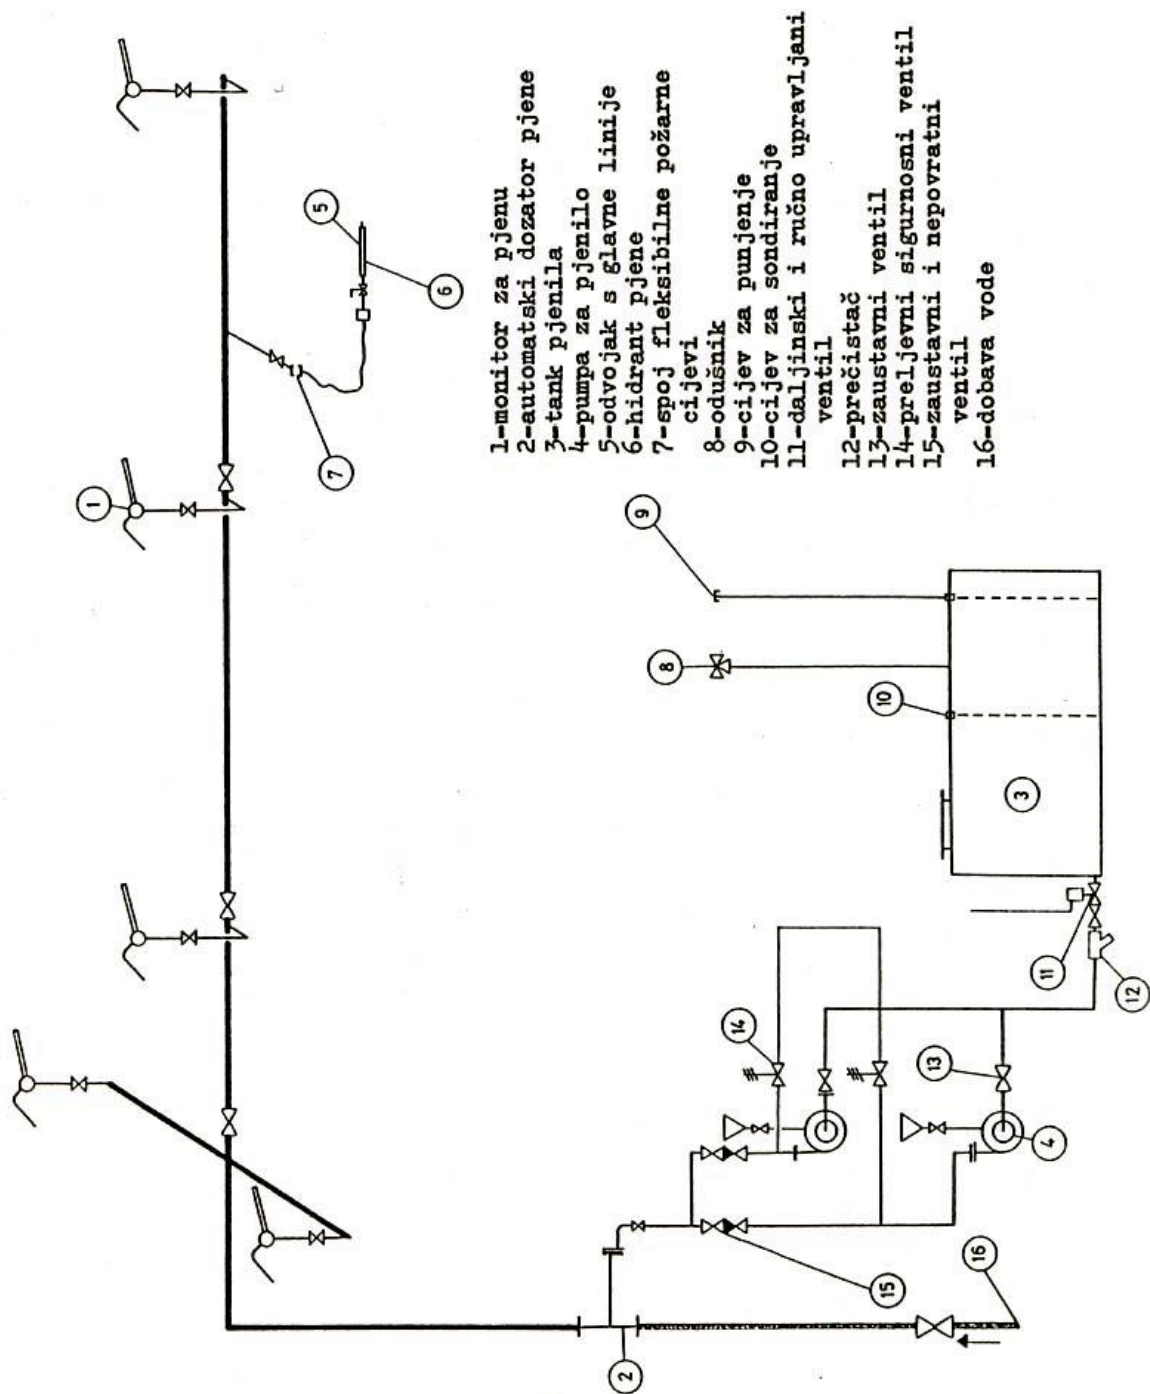 1-monitor za pjenu
2-automatski dozator pjene
3-tank pjenila
4-pumpa za pjenilo
5-odvojak s glavne linije
6-hidrant pjene
7-spoj fleksibilne požarne
cijevi
8-odušnik
9-cijev za punjenje
10-cijev za sondiranje
11-daljinski i ručno upravljani
ventil
12-prečistač
13-zaustavni ventil
14-preljevni sigurnosni ventil
15-zaustavni i nepovratni
ventil
16-dobava vode
1
5
6
7
9
8
10
3
11
12
14
13
4
15
16
2